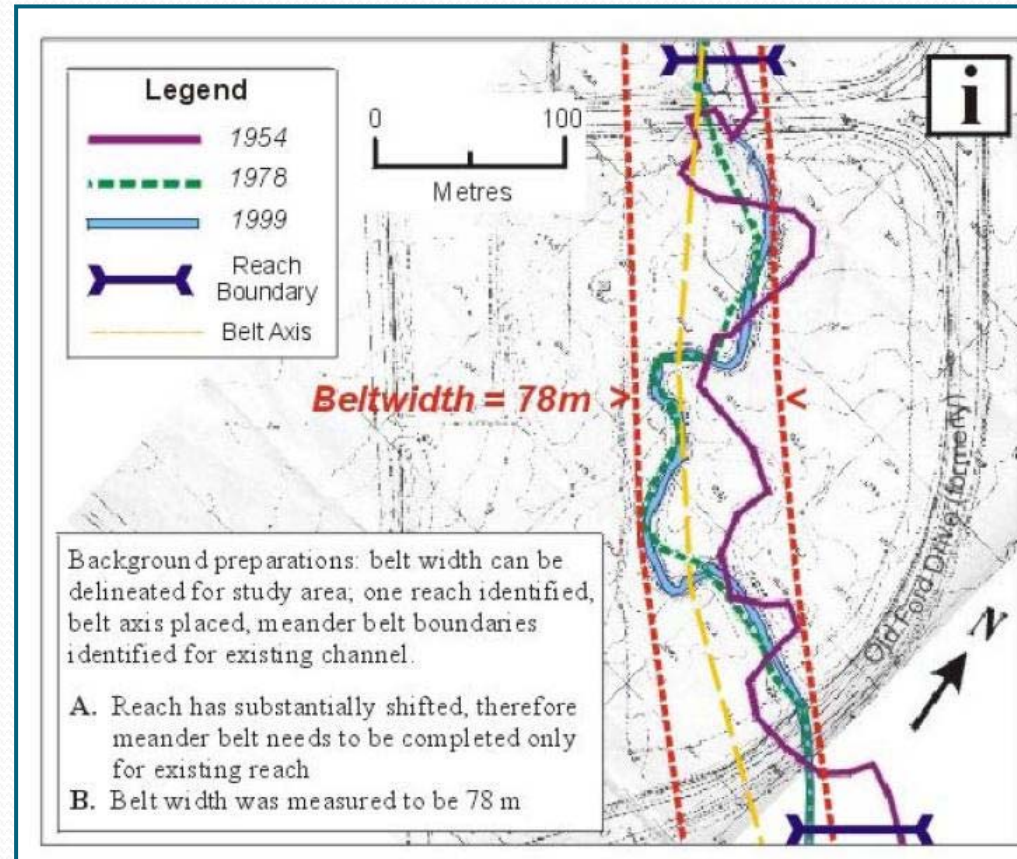 Legend
1954
1978
1999
Reach
Boundary
Belt Axis
0 100
Metres
i
Beltwidth = 78m > <
Old Ford Drive (formerly)
N
Background preparations: belt width can be
delineated for study area; one reach identified,
belt axis placed, meander belt boundaries
identified for existing channel.
A. Reach has substantially shifted, therefore
meander belt needs to be completed only
for existing reach
B. Belt width was measured to be 78 m